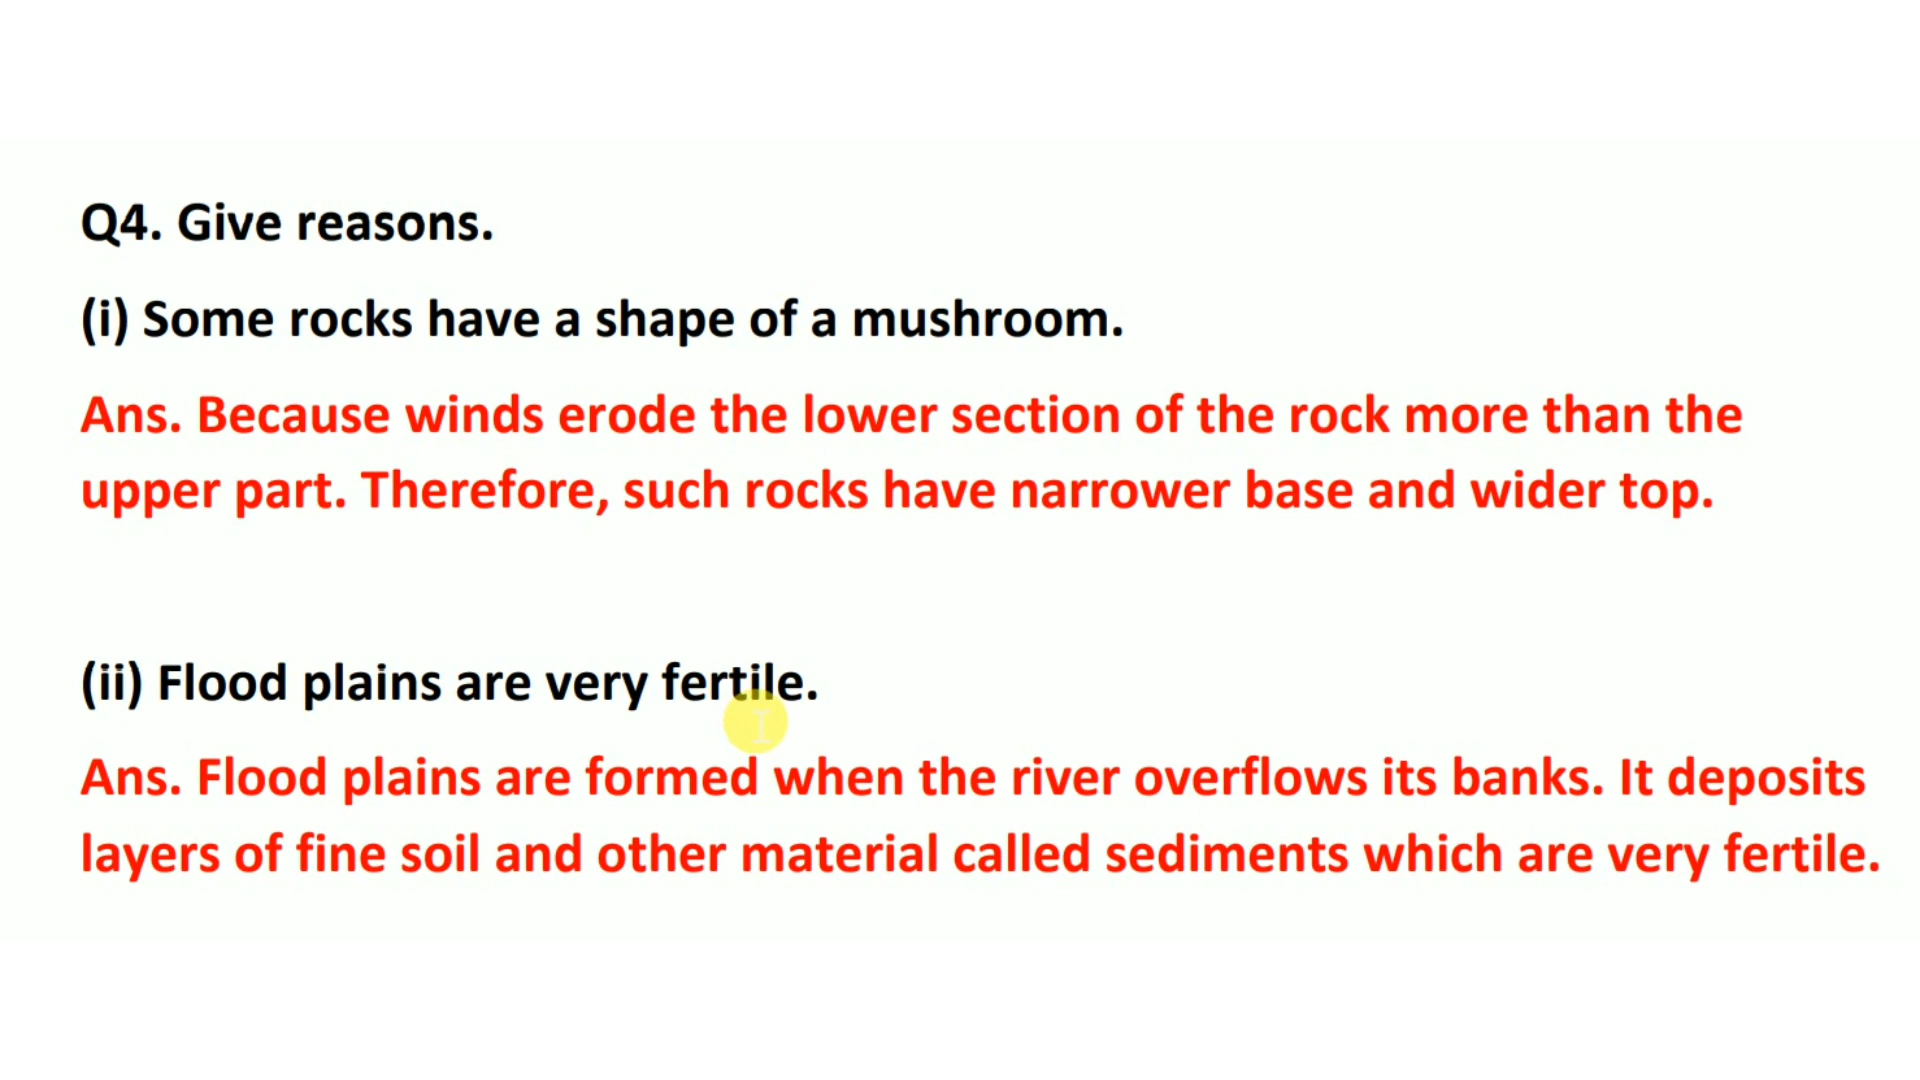 Q4. Give reasons.
(i) Some rocks have a shape of a mushroom.
Ans. Because winds erode the lower section of the rock more than the
upper part. Therefore, such rocks have narrower base and wider top.
(ii) Flood plains are very fertile.
Ans. Flood plains are formed when the river overflows its banks. It deposits
layers of fine soil and other material called sediments which are very fertile.